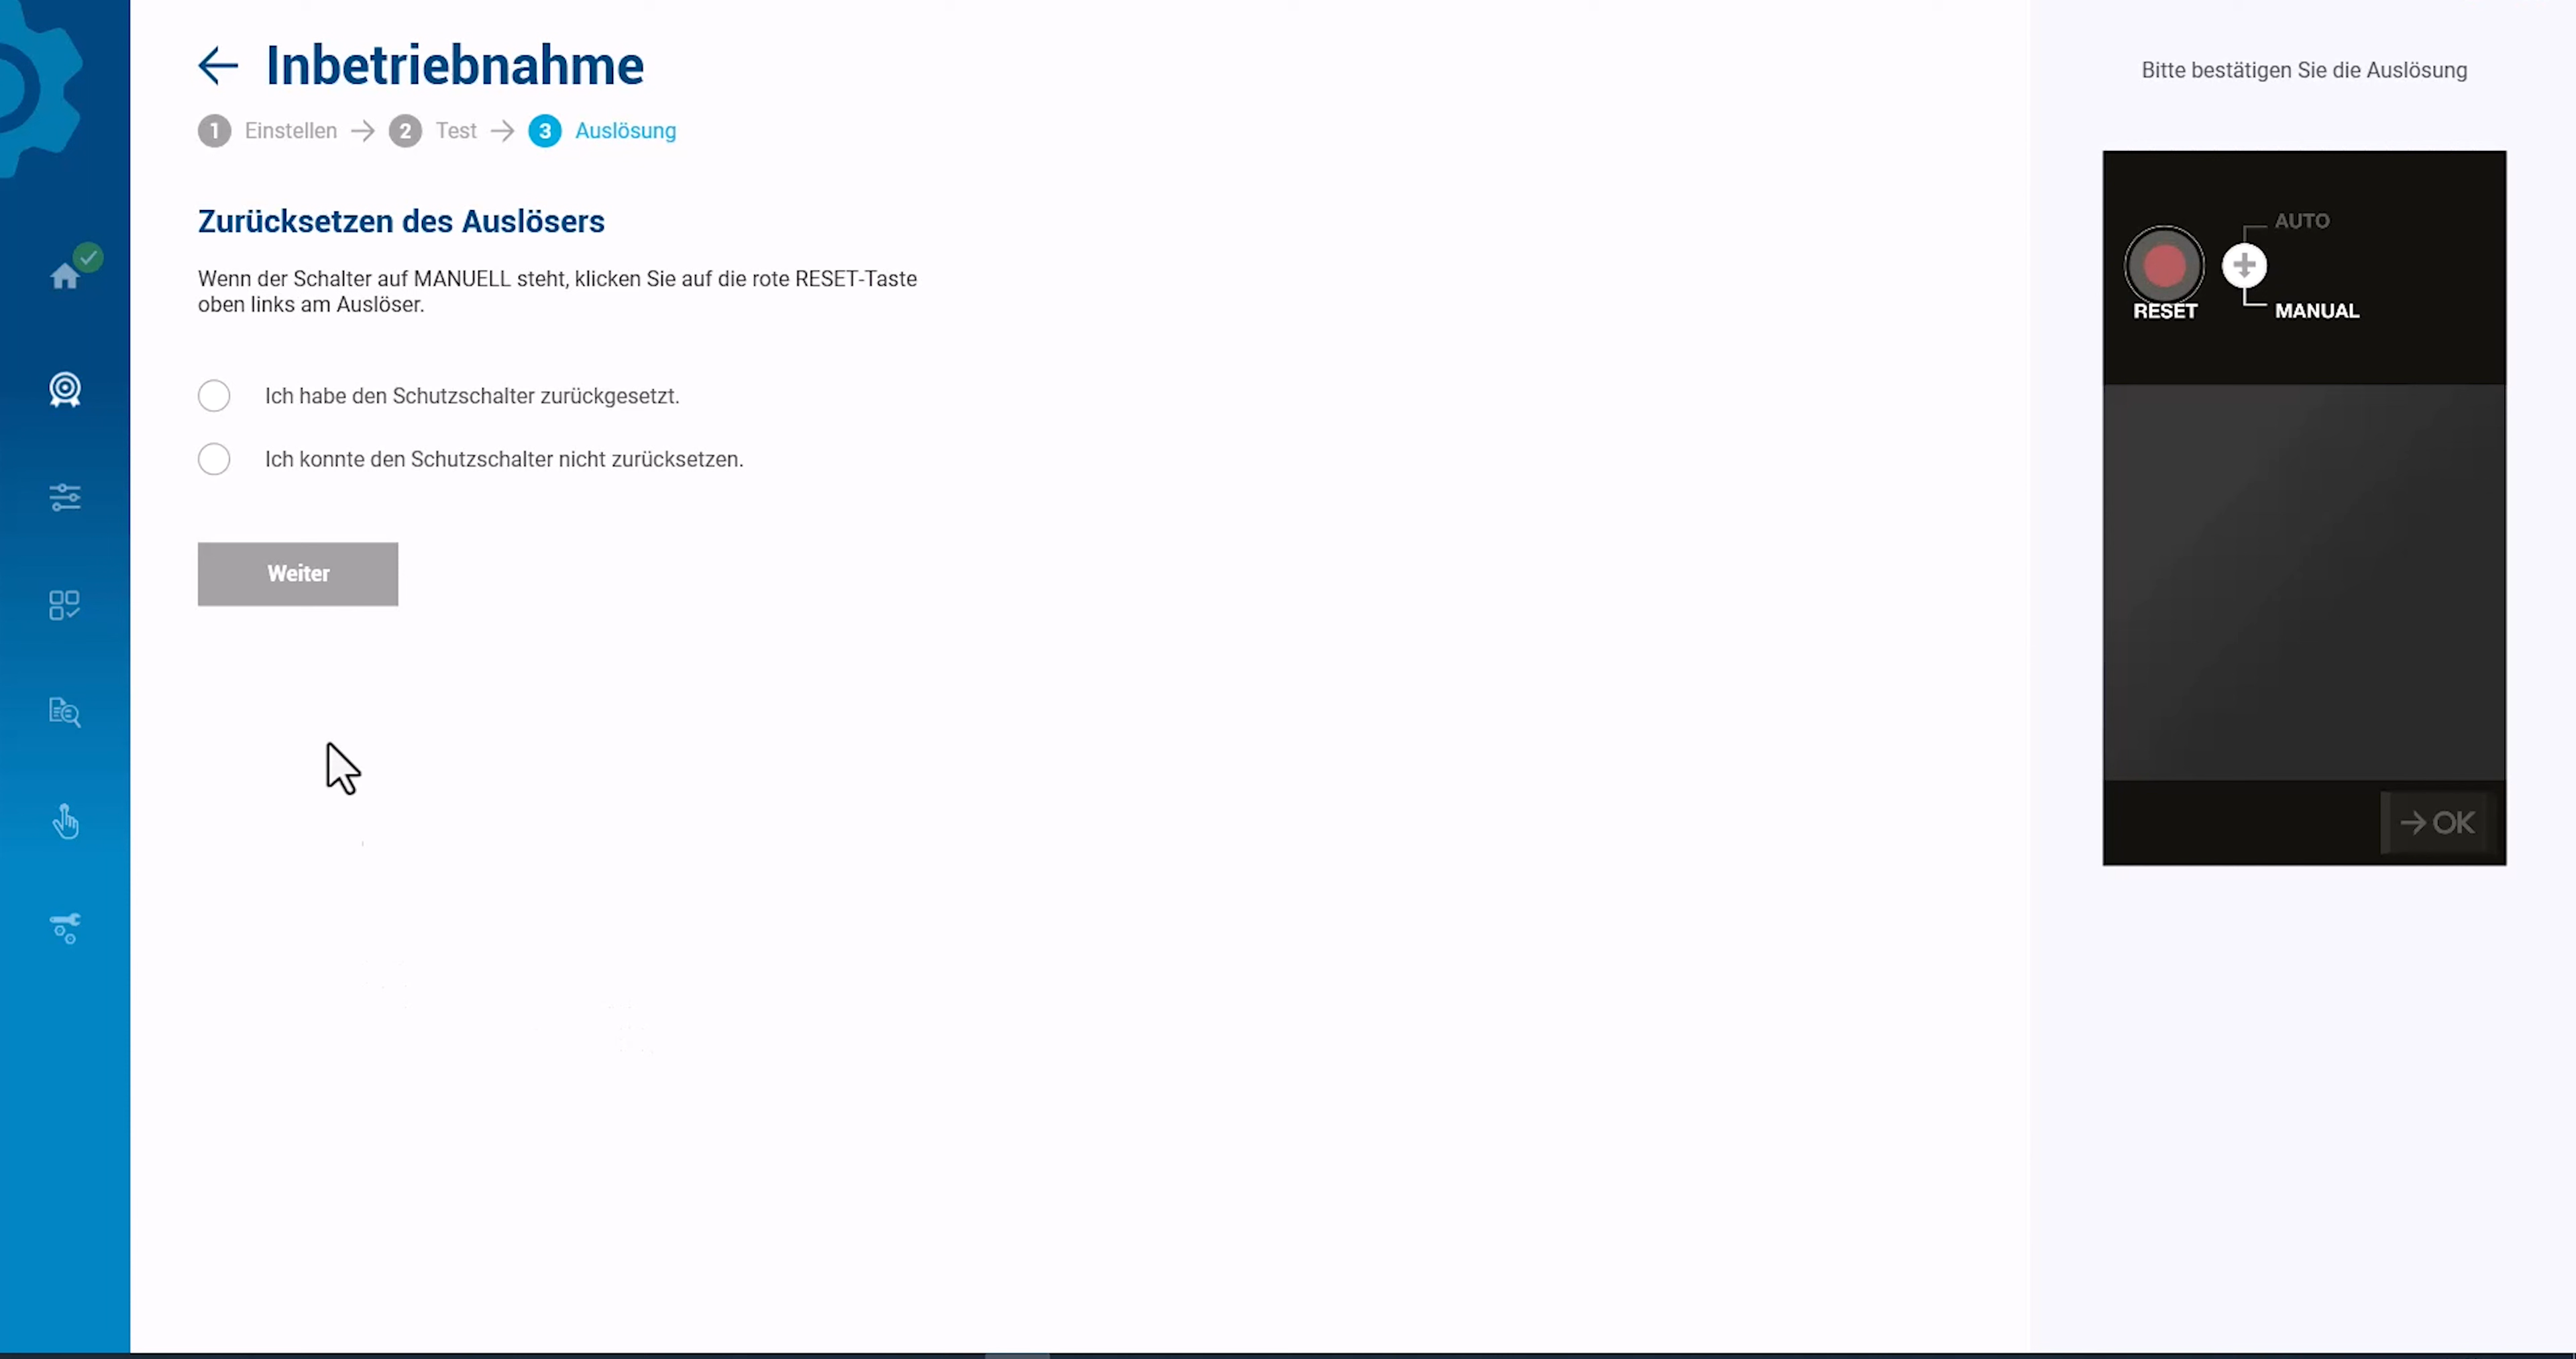 Inbetriebnahme
1 Einstellen → 2 Test → 3 Auslösung
Zurücksetzen des Auslösers
Wenn der Schalter auf MANUELL steht, klicken Sie auf die rote RESET-Taste
oben links am Auslöser.
Ich habe den Schutzschalter zurückgesetzt.
Ich konnte den Schutzschalter nicht zurücksetzen.
Weiter
Bitte bestätigen Sie die Auslösung
AUTO
RESET
MANUAL
→ OK